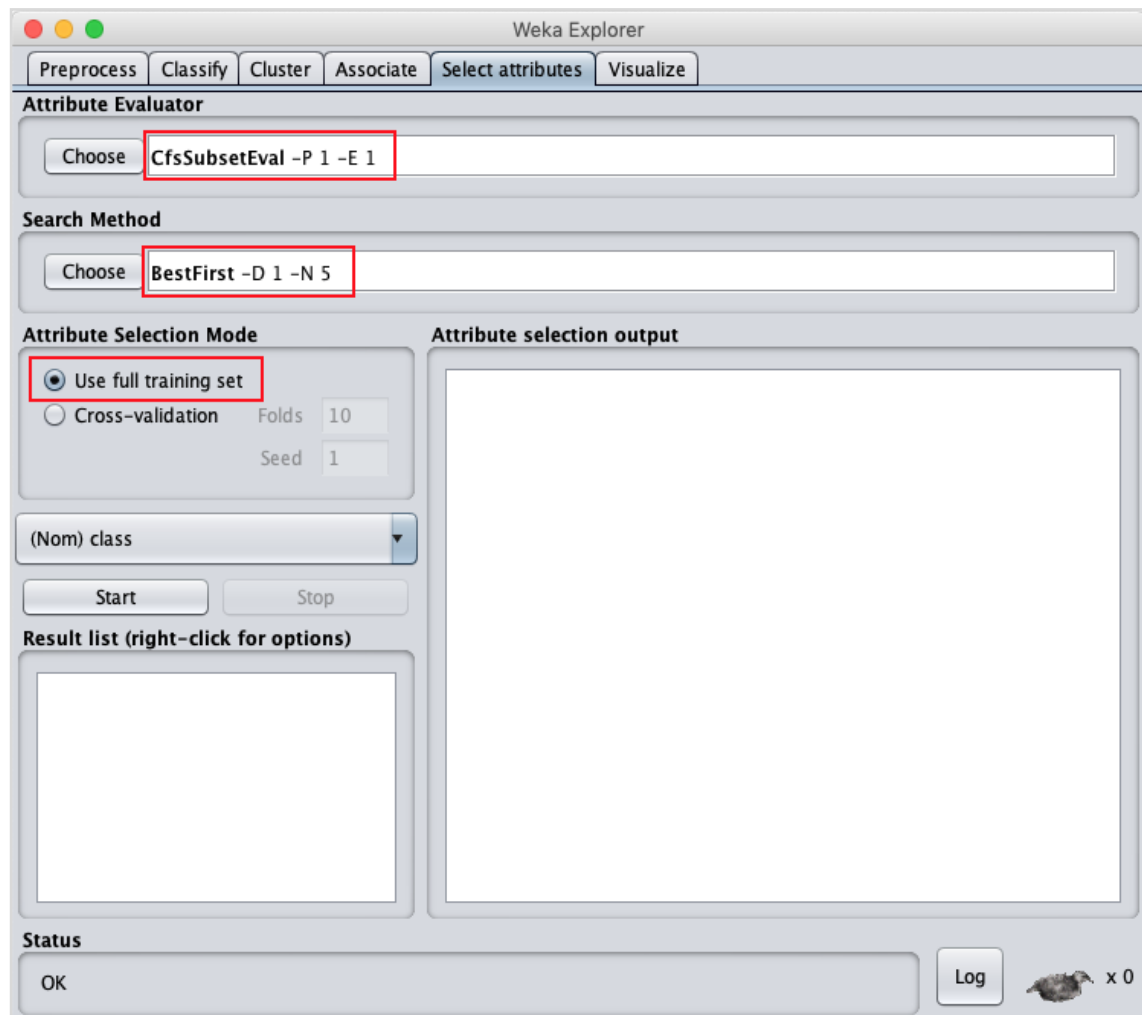 Weka Explorer
Preprocess Classify Cluster Associate Select attributes Visualize
Attribute Evaluator
Choose CfsSubsetEval -P 1 -E 1
Search Method
Choose BestFirst -D 1 -N 5
Attribute Selection Mode
Use full training set
Cross-validation Folds 10
Seed 1
(Nom) class
Start Stop
Result list (right-click for options)
Attribute selection output
Status
OK
Log x 0